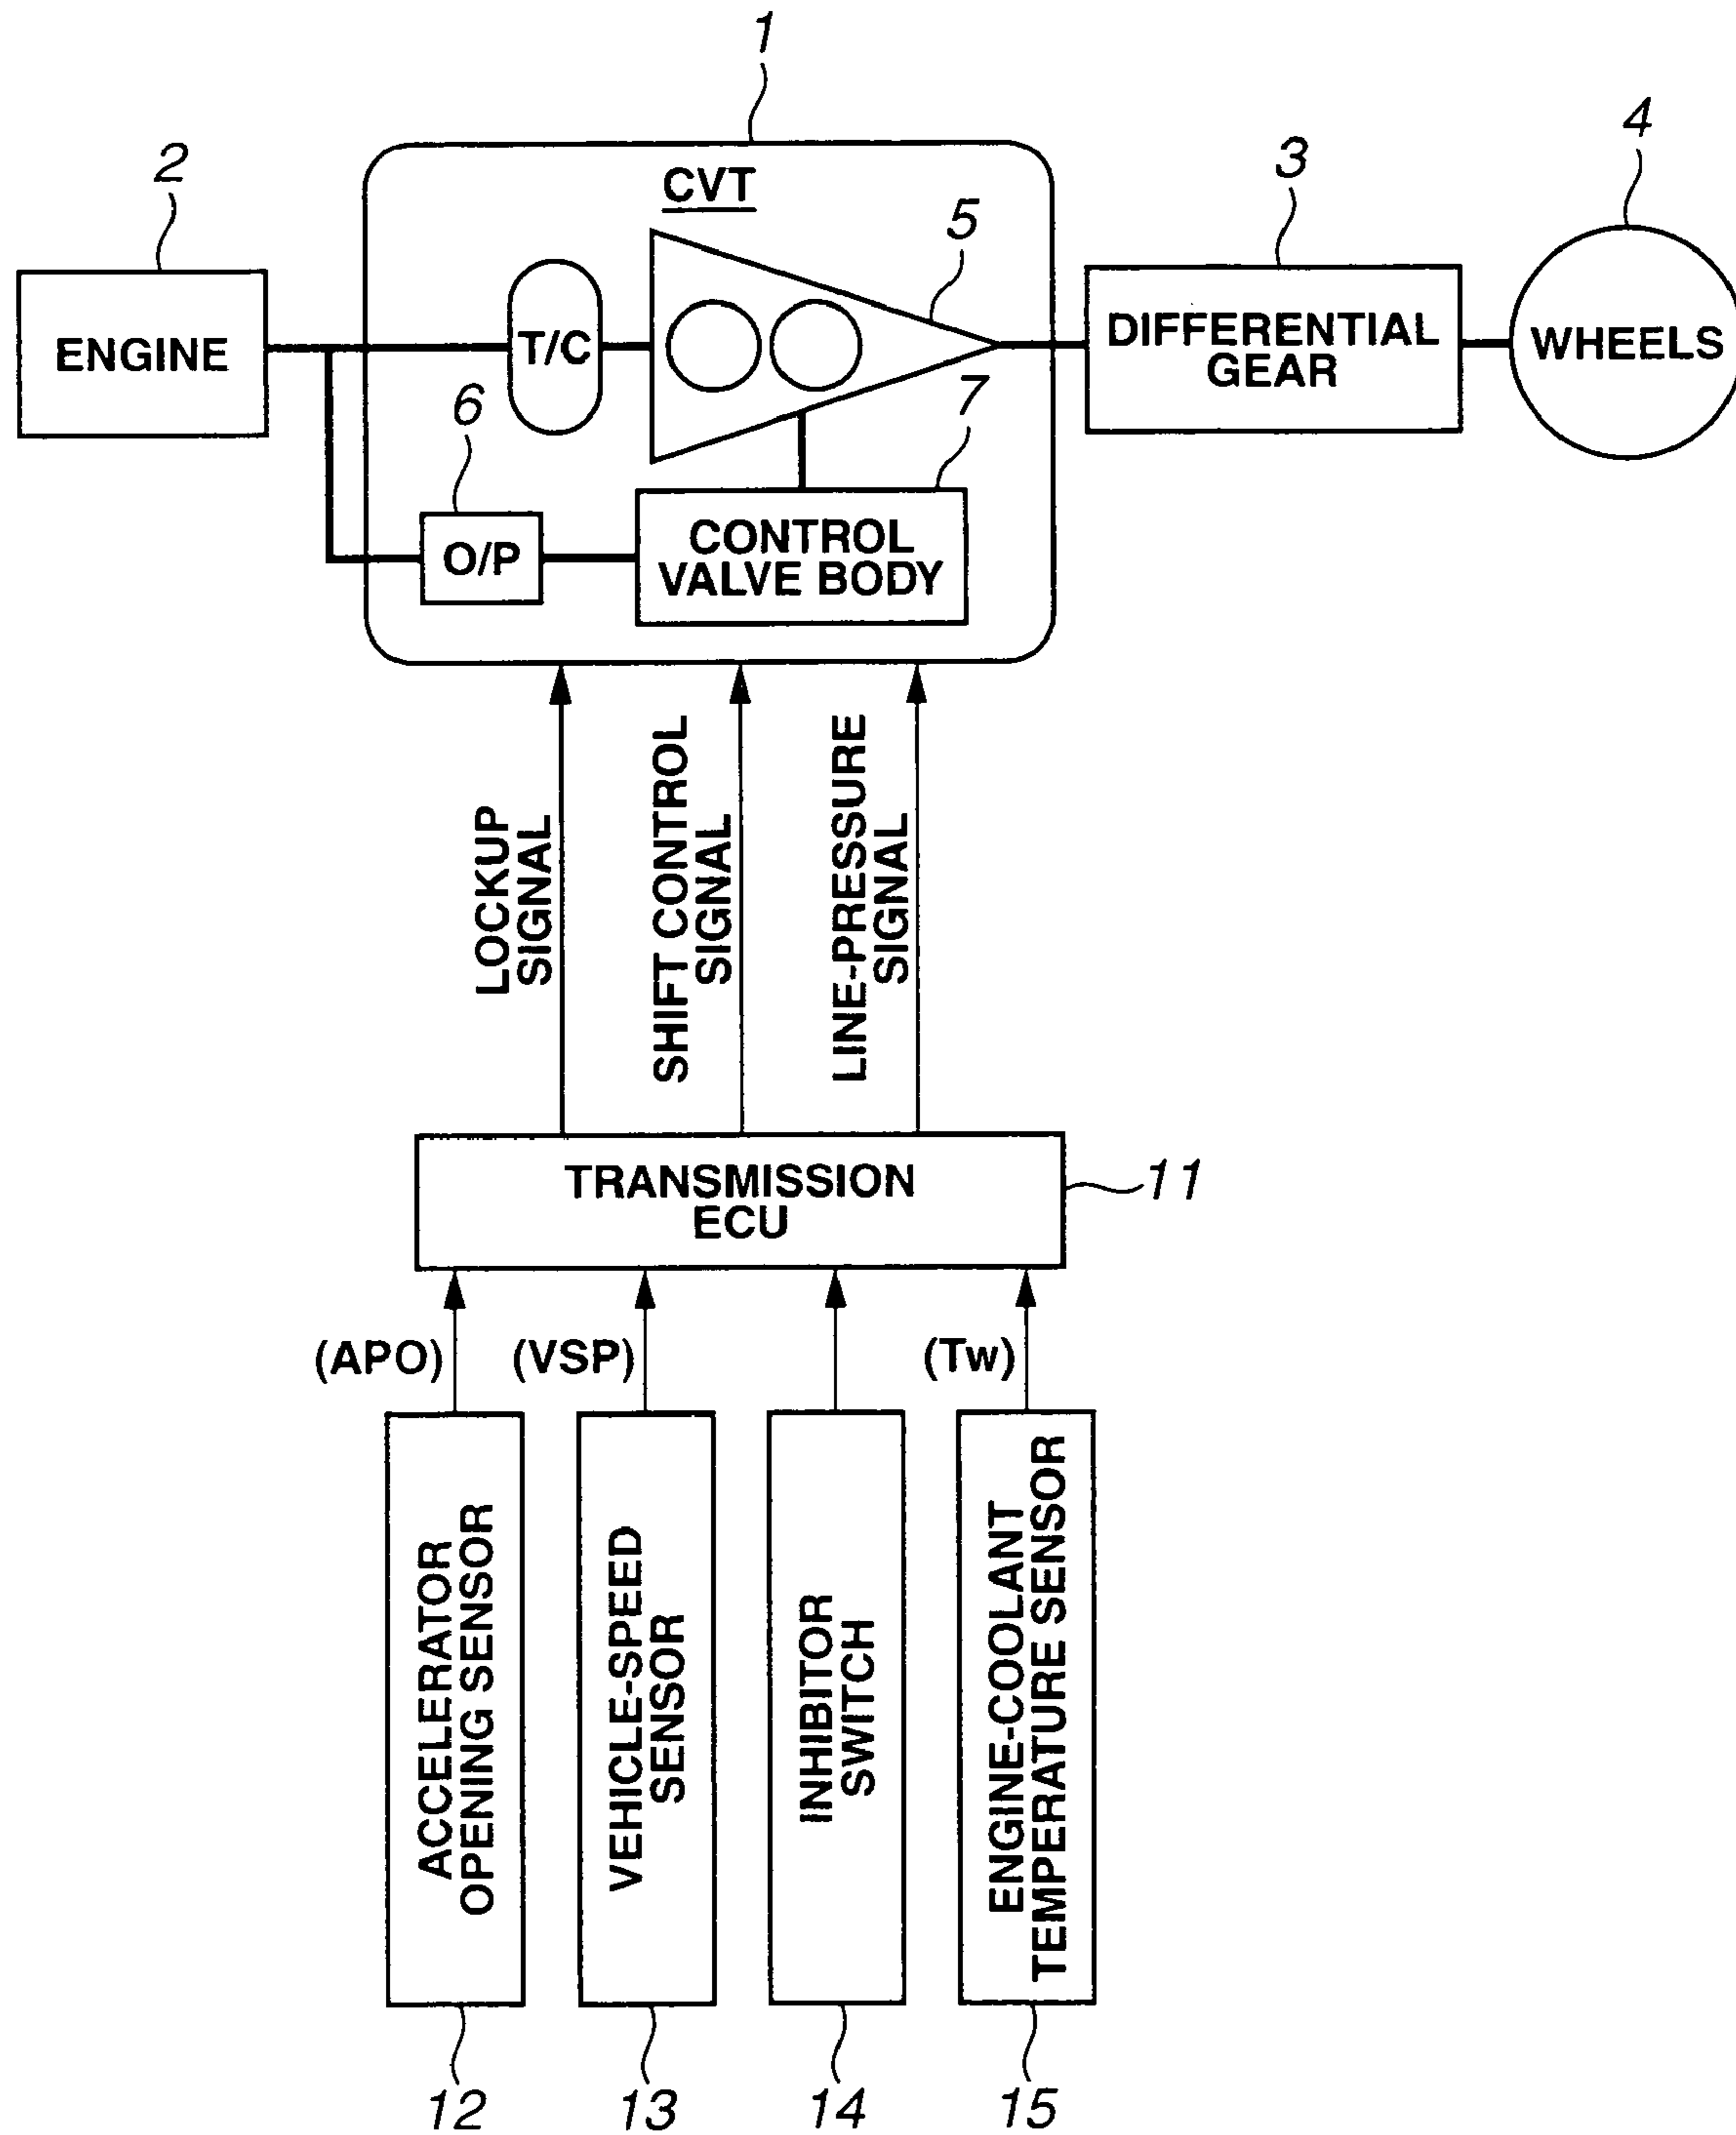 1
2
3
4
CVT
5
ENGINE
T/C
DIFFERENTIAL
GEAR
WHEELS
6
7
O/P
CONTROL
VALVE BODY
LOCKUP
SIGNAL
SHIFT CONTROL
SIGNAL
LINE-PRESSURE
SIGNAL
TRANSMISSION
ECU
11
(APO)
(VSP)
(Tw)
ACCELERATOR
OPENING SENSOR
VEHICLE-SPEED
SENSOR
INHIBITOR
SWITCH
ENGINE-COOLANT
TEMPERATURE SENSOR
12
13
14
15